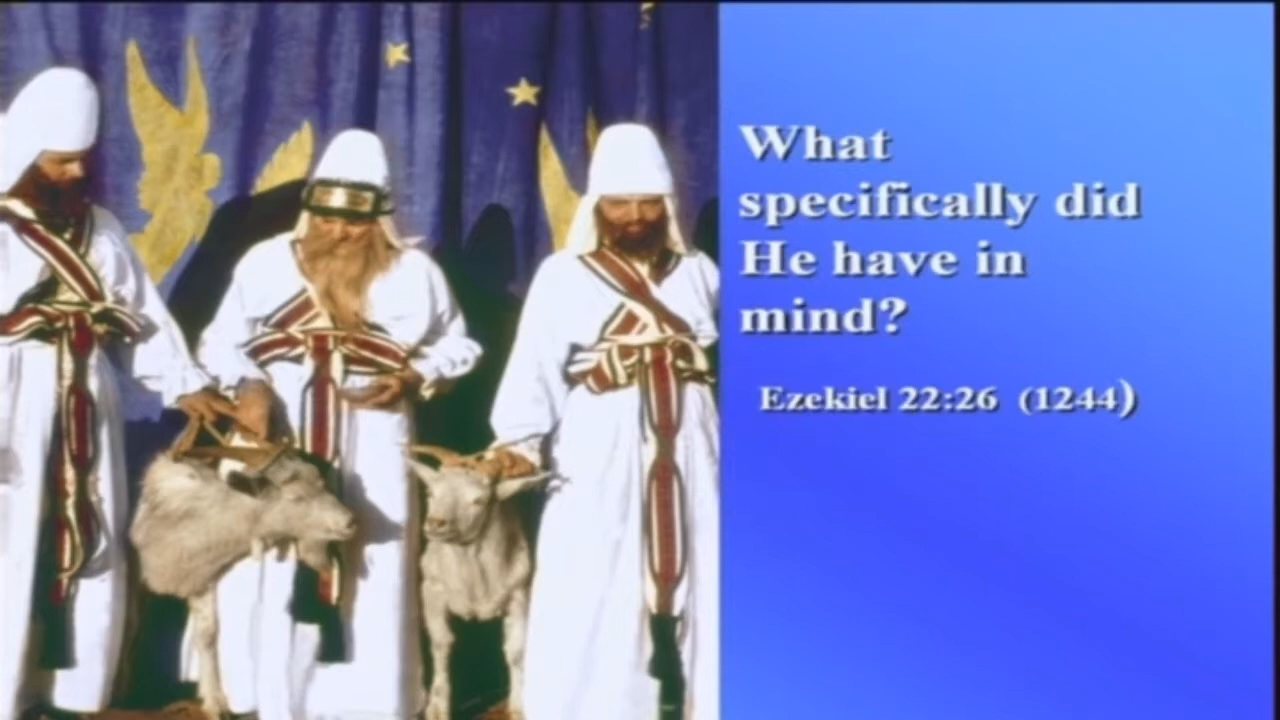 What
specifically did
He have in
mind?
Ezekiel 22:26 (1244)